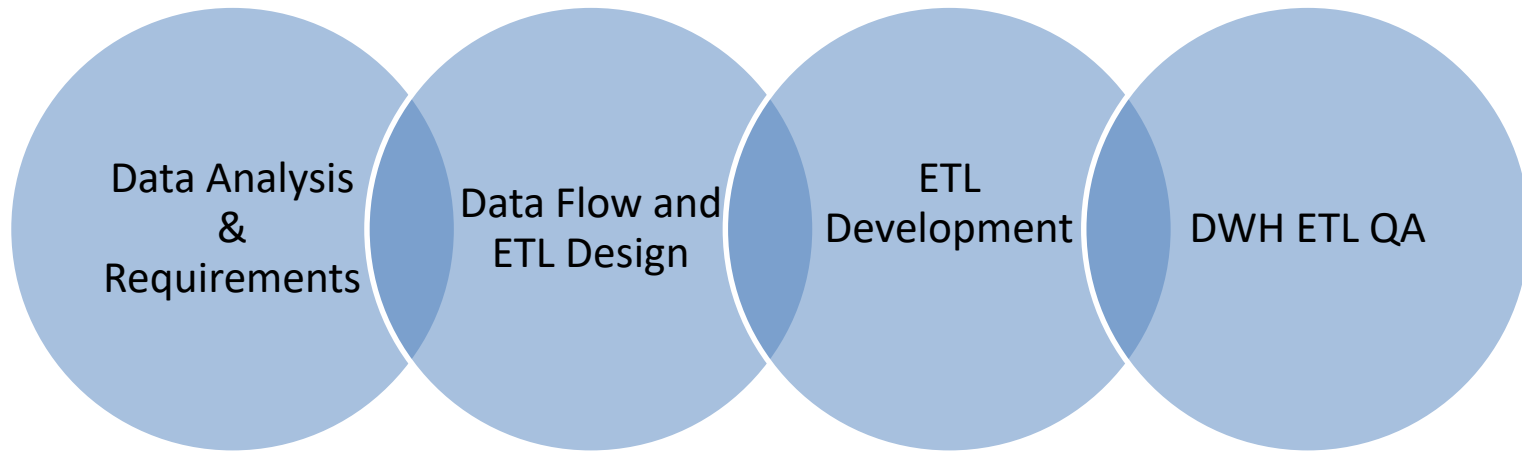 Data Analysis
&
Requirements
Data Flow and
ETL Design
ETL
Development
DWH ETL QA